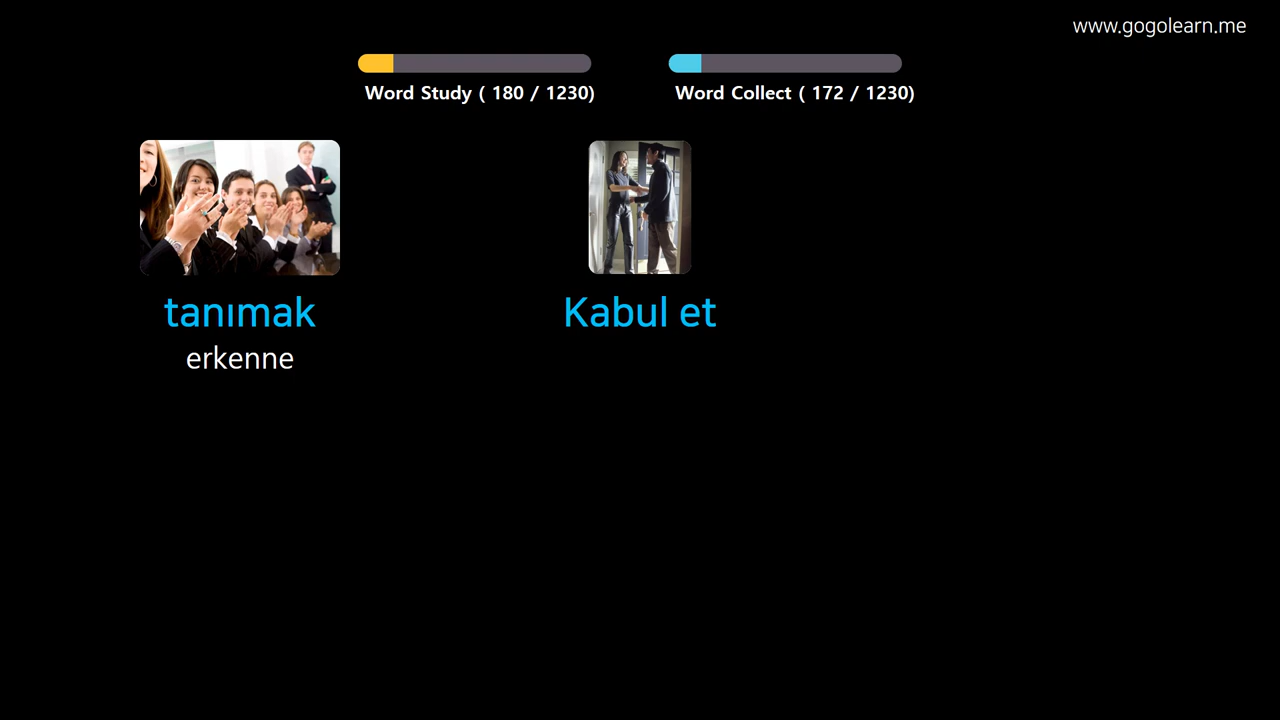 www.gogolearn.me
Word Study ( 180 / 1230)
Word Collect ( 172 / 1230)
tanımak
erkenne
Kabul et